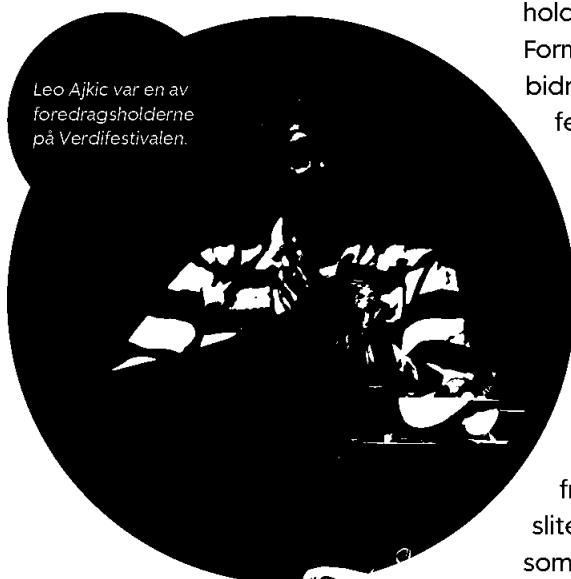 Leo Ajkic var en av
foredragsholderne
på Verdifestivalen.
hold
Form
bidr
fe
fr
slite
som